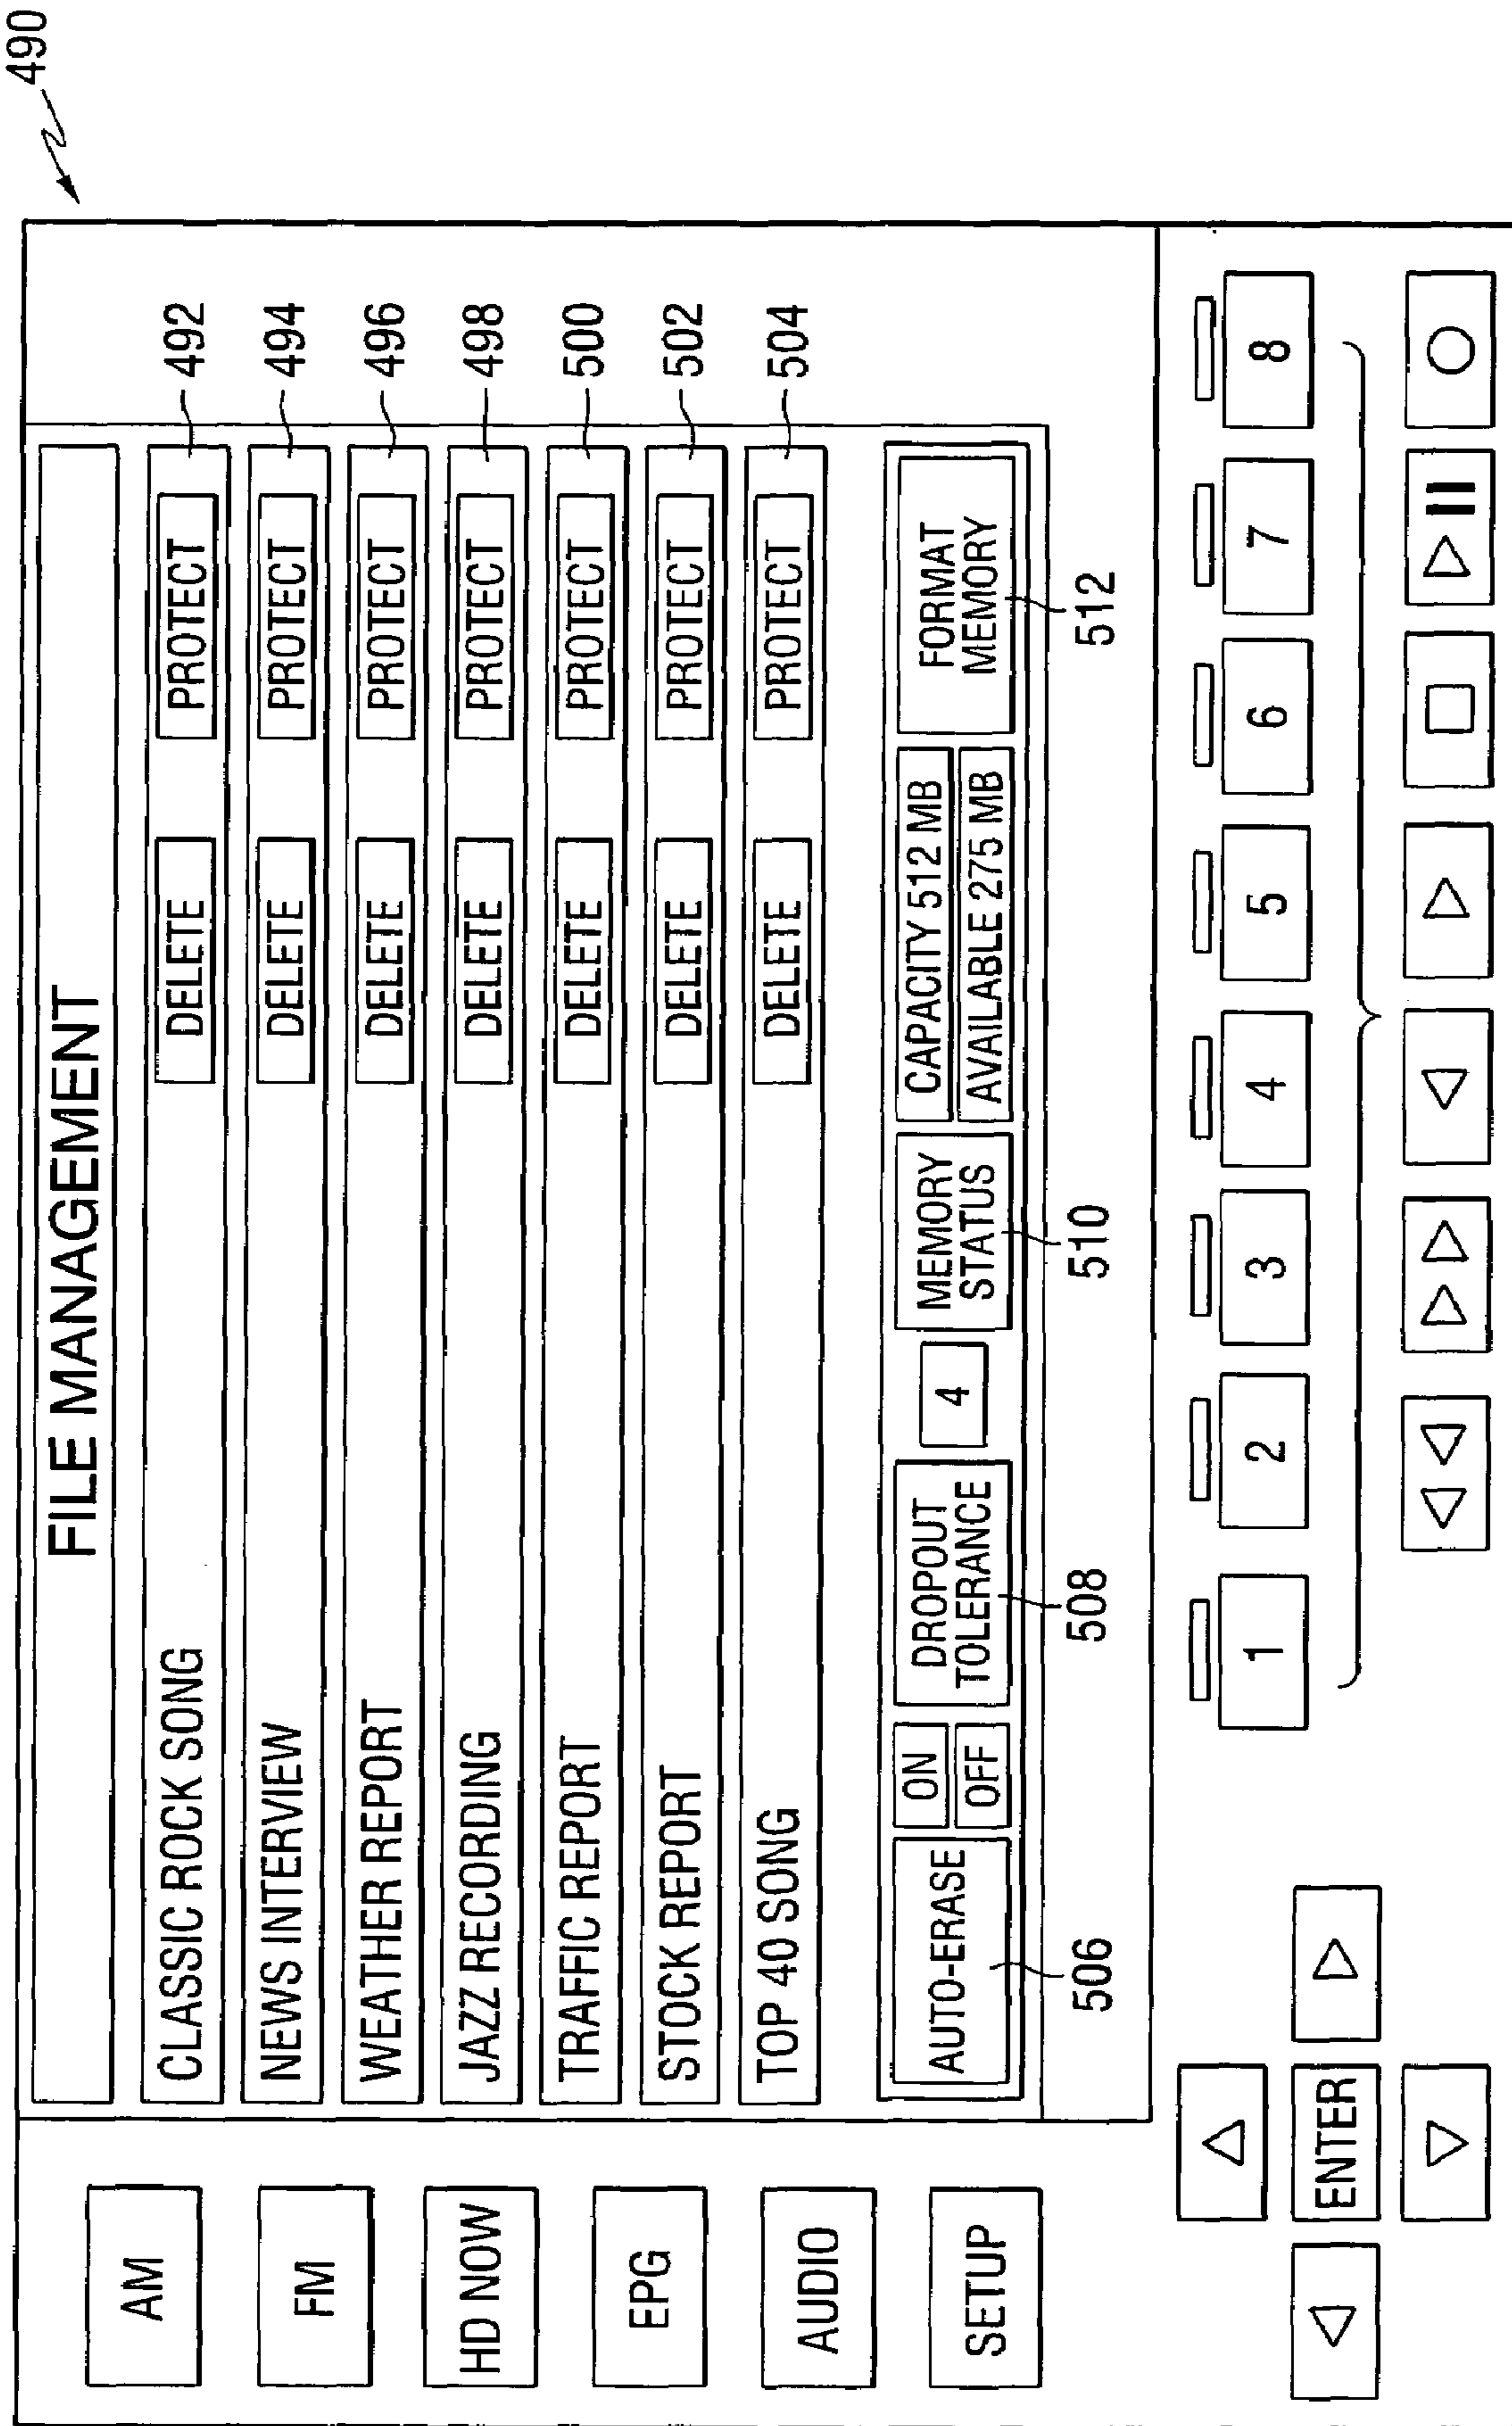 490
FILE MANAGEMENT
AM
FM
HD NOW
EPG
AUDIO
SETUP
CLASSIC ROCK SONG DELETE PROTECT 492
NEWS INTERVIEW DELETE PROTECT 494
WEATHER REPORT DELETE PROTECT 496
JAZZ RECORDING DELETE PROTECT 498
TRAFFIC REPORT DELETE PROTECT 500
STOCK REPORT DELETE PROTECT 502
TOP 40 SONG DELETE PROTECT 504
AUTO-ERASE
ON
OFF
DROPOUT
TOLERANCE
4
MEMORY
STATUS
CAPACITY 512 MB
AVAILABLE 275 MB
FORMAT
MEMORY
506 508 510 512
1 2 3 4 5 6 7 8
ENTER